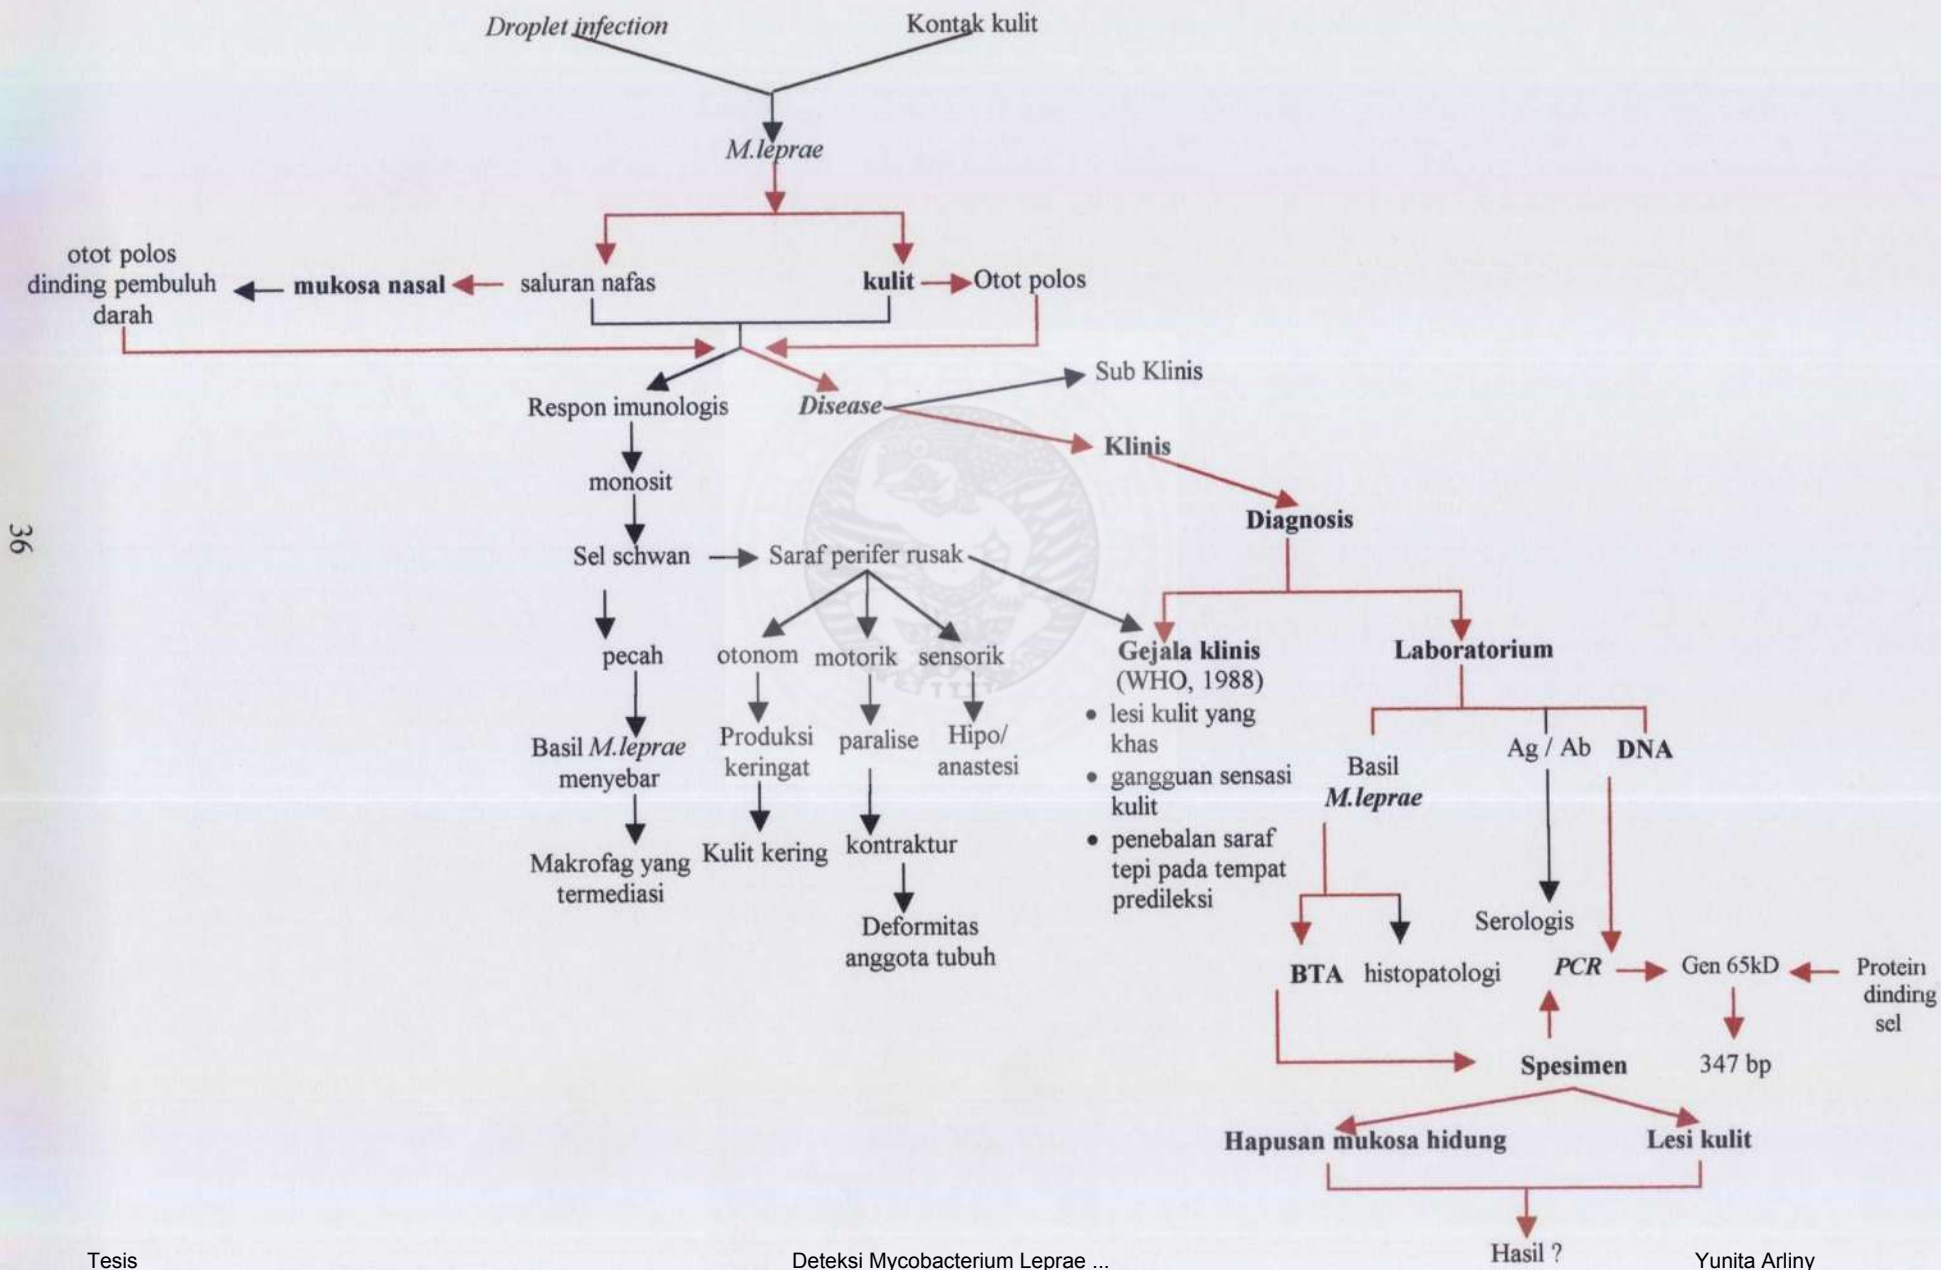 Droplet infection
Kontak kulit
M.leprae
otot polos
dinding pembuluh
darah
mukosa nasal
saluran nafas
kulit
Otot polos
Sub Klinis
Respon imunologis
Disease
Klinis
monosit
Diagnosis
36
Sel schwan
Saraf perifer rusak
pecah
otonom
motorik
sensorik
Gejala klinis
(WHO, 1988)
• lesi kulit yang
khas
• gangguan sensasi
kulit
• penebalan saraf
tepi pada tempat
predileksi
Laboratorium
Basil M.leprae
menyebar
Produksi
keringat
paralise
Hipo/
anastesi
Basil
M.leprae
Ag / Ab
DNA
Makrofag yang
termediasi
Kulit kering
kontraktur
Deformitas
anggota tubuh
Serologis
BTA
histopatologi
PCR
Gen 65kD
Protein
dinding
sel
Spesimen
347 bp
Hapusan mukosa hidung
Lesi kulit
Hasil ?
Tesis
Deteksi Mycobacterium Leprae ...
Yunita Arliny